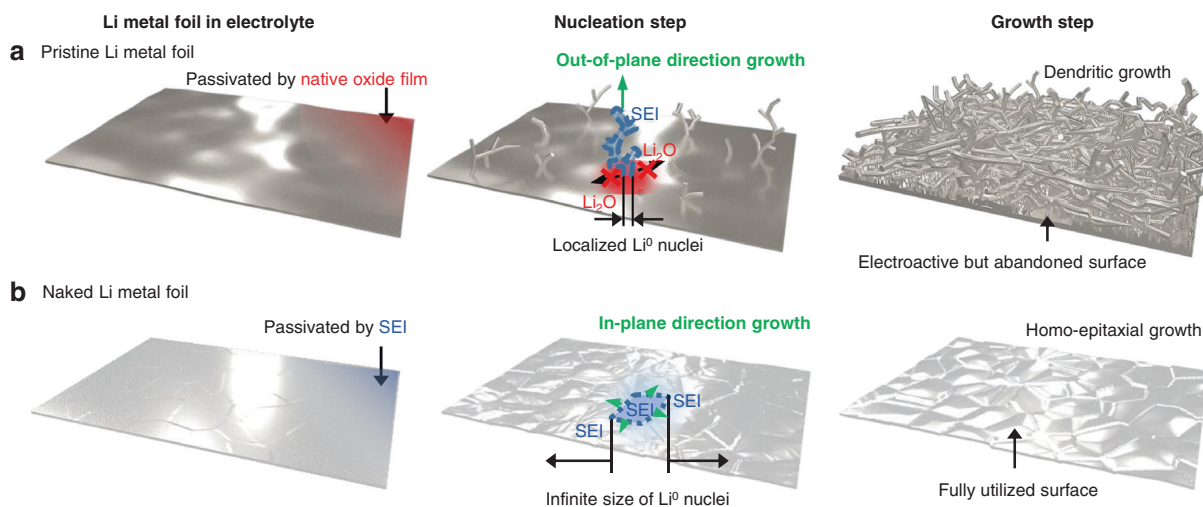 Li metal foil in electrolyte
Nucleation step
Growth step
a Pristine Li metal foil
Passivated by native oxide film
Out-of-plane direction growth
SEI
Li₂O
Li₂O
Localized Li⁰ nuclei
Dendritic growth
Electroactive but abandoned surface
b Naked Li metal foil
Passivated by SEI
In-plane direction growth
SEI
SEI
SEI
Infinite size of Li⁰ nuclei
Homo-epitaxial growth
Fully utilized surface